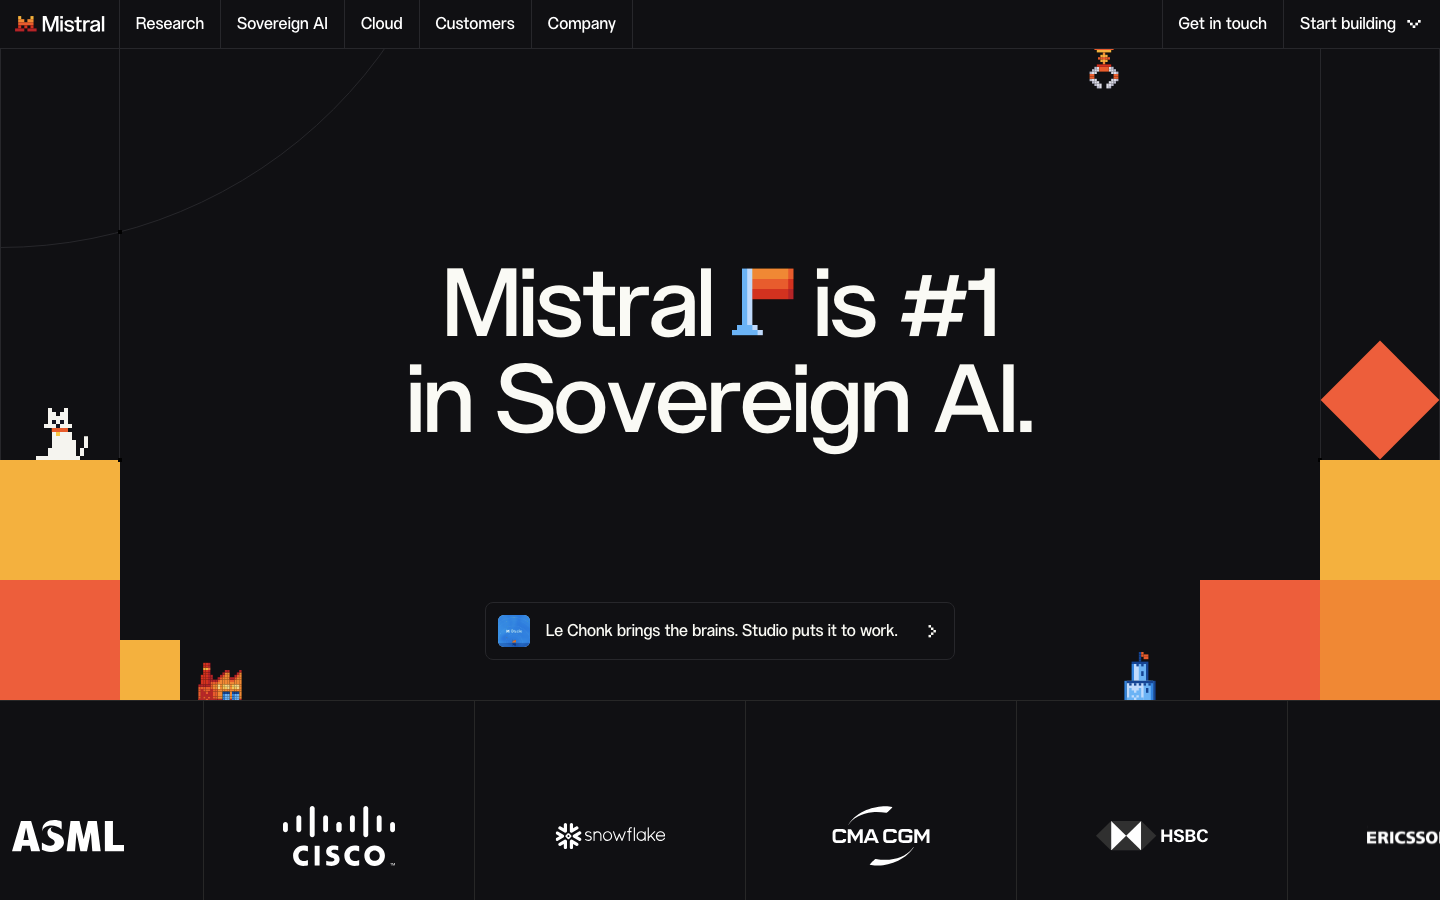 Mistral
Research
Sovereign AI
Cloud
Customers
Company
Get in touch
Start building
Mistral is #1
in Sovereign AI.
Le Chonk brings the brains. Studio puts it to work.
ASML
CISCO
snowflake
CMA CGM
HSBC